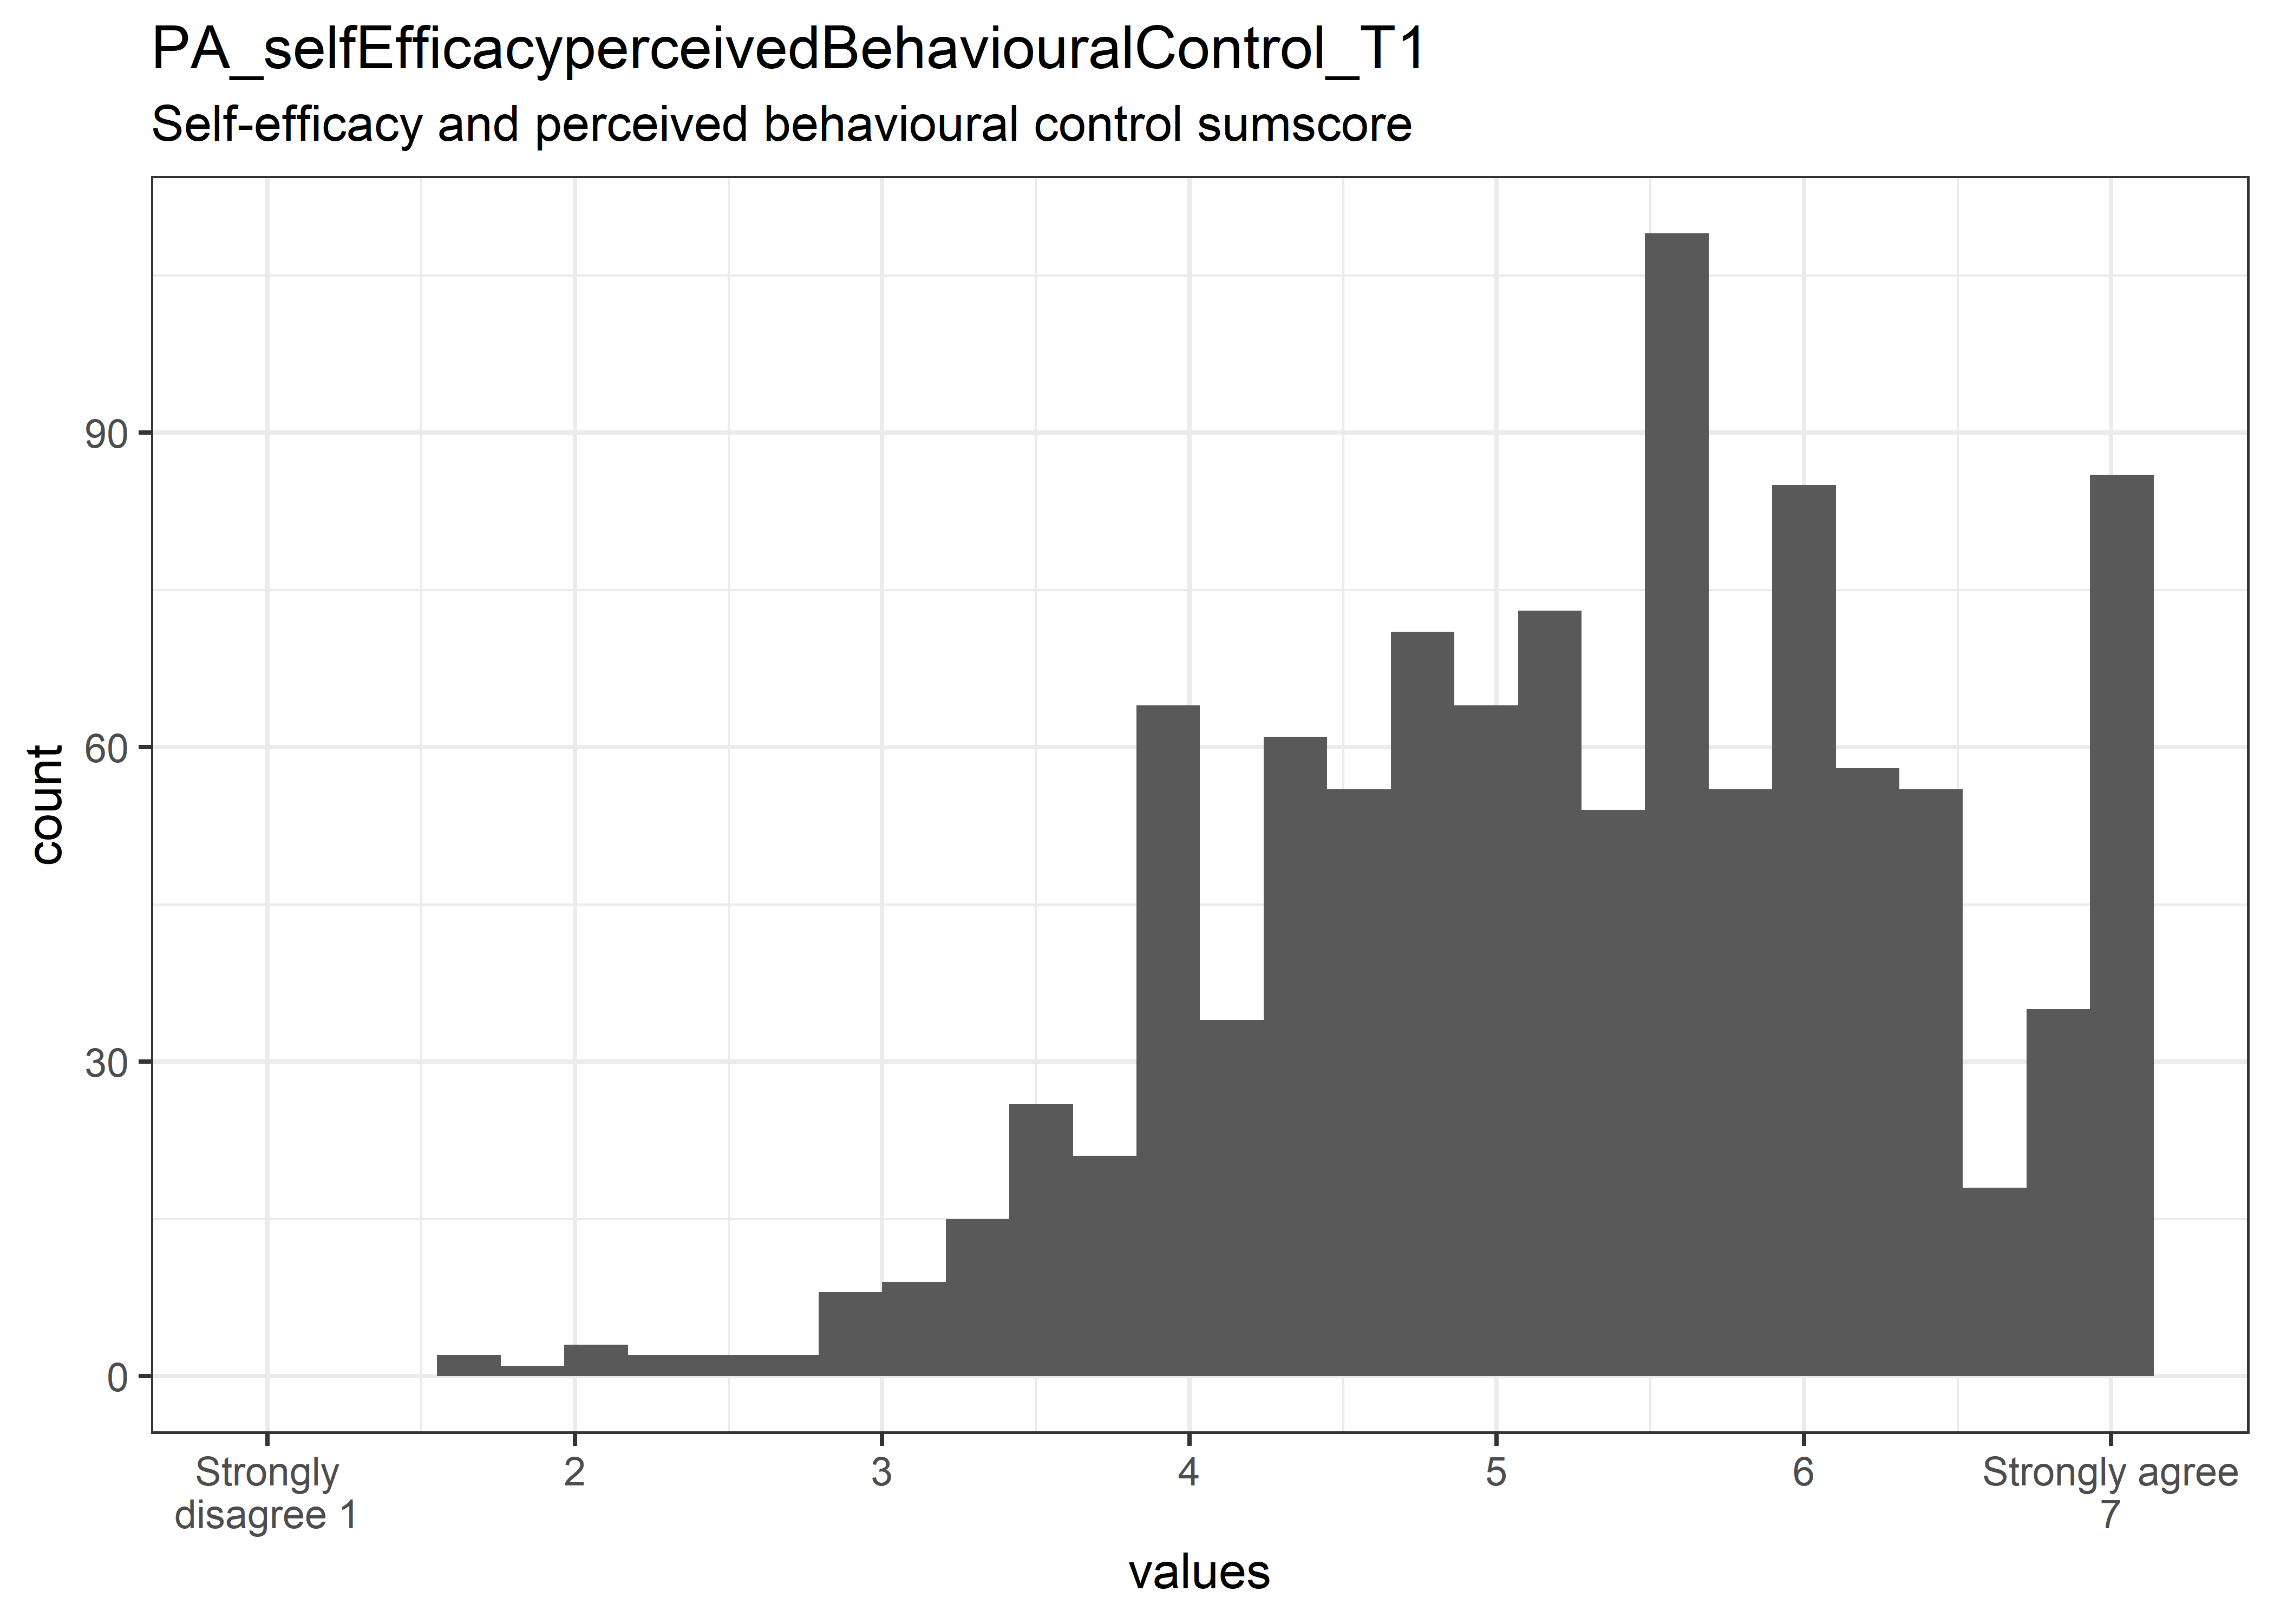 PA_selfEfficacyperceivedBehaviouralControl_T1
Self-efficacy and perceived behavioural control sumscore
count
90
60
30
0
Strongly
disagree 1
2
3
4
5
6
Strongly agree
7
values